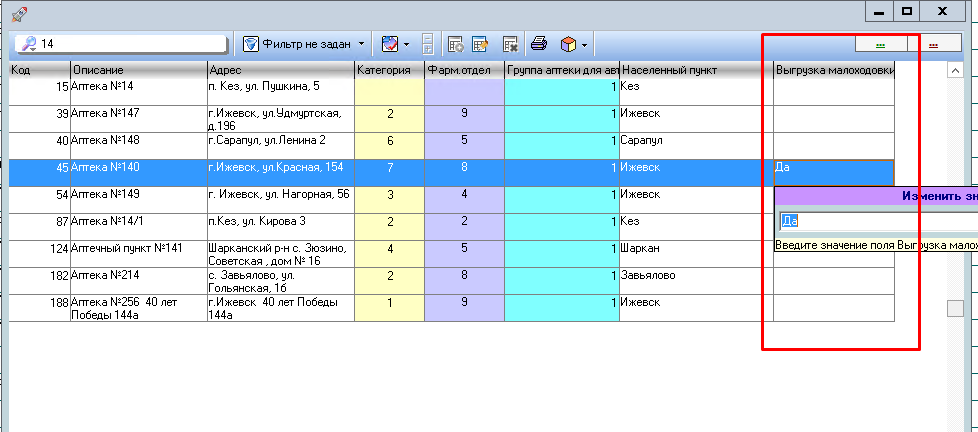 14
Фильтр не задан
...
...
Код Описание Адрес Категория Фарм.отдел Группа аптеки для авт Населенный пункт Выгрузка малоходовки
15 Аптека №14 п. Кез, ул. Пушкина, 5 1 Кез
39 Аптека №147 г.Ижевск, ул.Удмуртская, 2 9 1 Ижевск
д.196
40 Аптека №148 г.Сарапул, ул.Ленина 2 6 5 1 Сарапул
45 Аптека №140 г.Ижевск, ул.Красная, 154 7 8 1 Ижевск Да
54 Аптека №149 г. Ижевск, ул. Нагорная, 56 3 4 1 Ижевск
Изменить зн
87 Аптека №14/1 п.Кез, ул. Кирова 3 2 2 1 Кез
Да
124 Аптечный пункт №141 Шарканский р-н с. Зюзино, 4 5 1 Шаркан
Советская , дом № 16
Введите значение поля Выгрузка малох
182 Аптека №214 с. Завьялово, ул. 2 8 1 Завьялово
Гольянская, 1б
188 Аптека №256 40 лет г.Ижевск 40 лет Победы 1 9 1 Ижевск
Победы 144а 144а